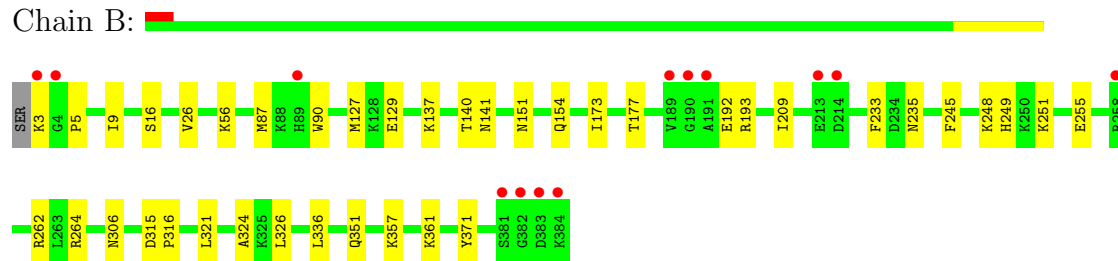 Chain B:
SER K3 G4 P5 I9 S16 V26 K56 M87 K88 H89 W90 M127 K128 E129 K137 T140 N141 N151 Q154 I173 T177 V189 G190 A191 E192 R193 I209 E213 D214 F233 D234 N235 F245 K248 H249 K250 K251 E255
R262 L263 R264 N306 D315 P316 L321 A324 K325 L326 L336 Q351 K357 K361 Y371 S381 G382 D383 K384